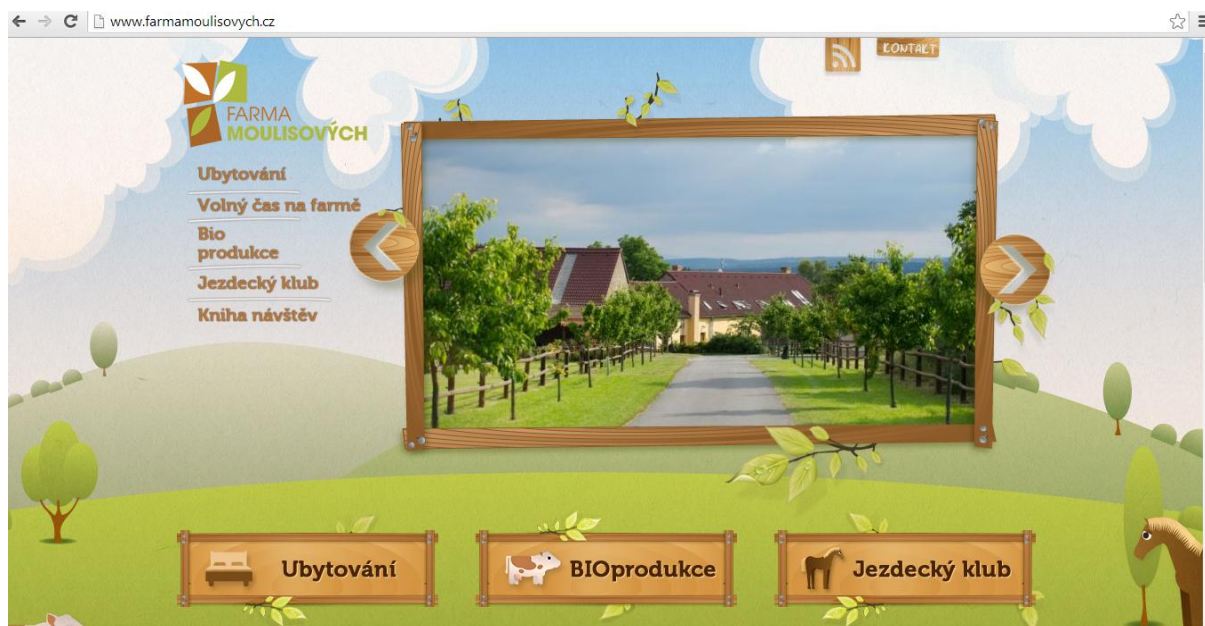 www.farmamoulisovych.cz
KONTAKT
FARMA
MOULISOVÝCH
Ubytování
Volný čas na farmě
Bio
produkce
Jezdecký klub
Kniha návštěv
Ubytování
BIOprodukce
Jezdecký klub